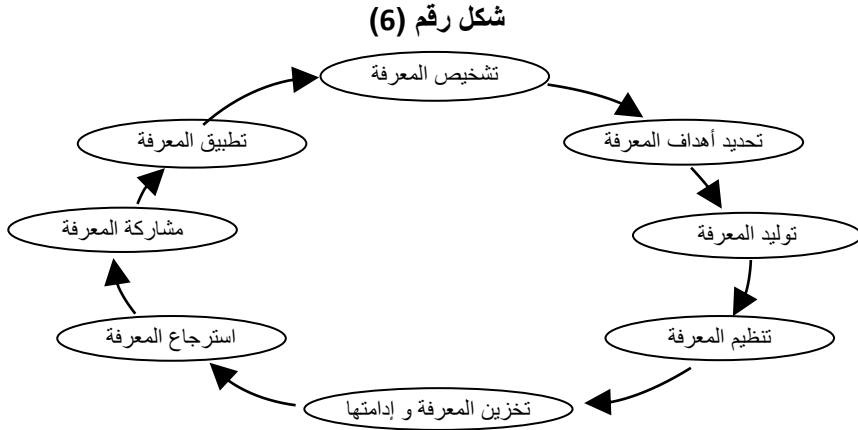 شكل رقم (6)
تشخيص المعرفة
تحديد أهداف المعرفة
توليد المعرفة
تنظيم المعرفة
تخزين المعرفة و إدامتها
استرجاع المعرفة
مشاركة المعرفة
تطبيق المعرفة